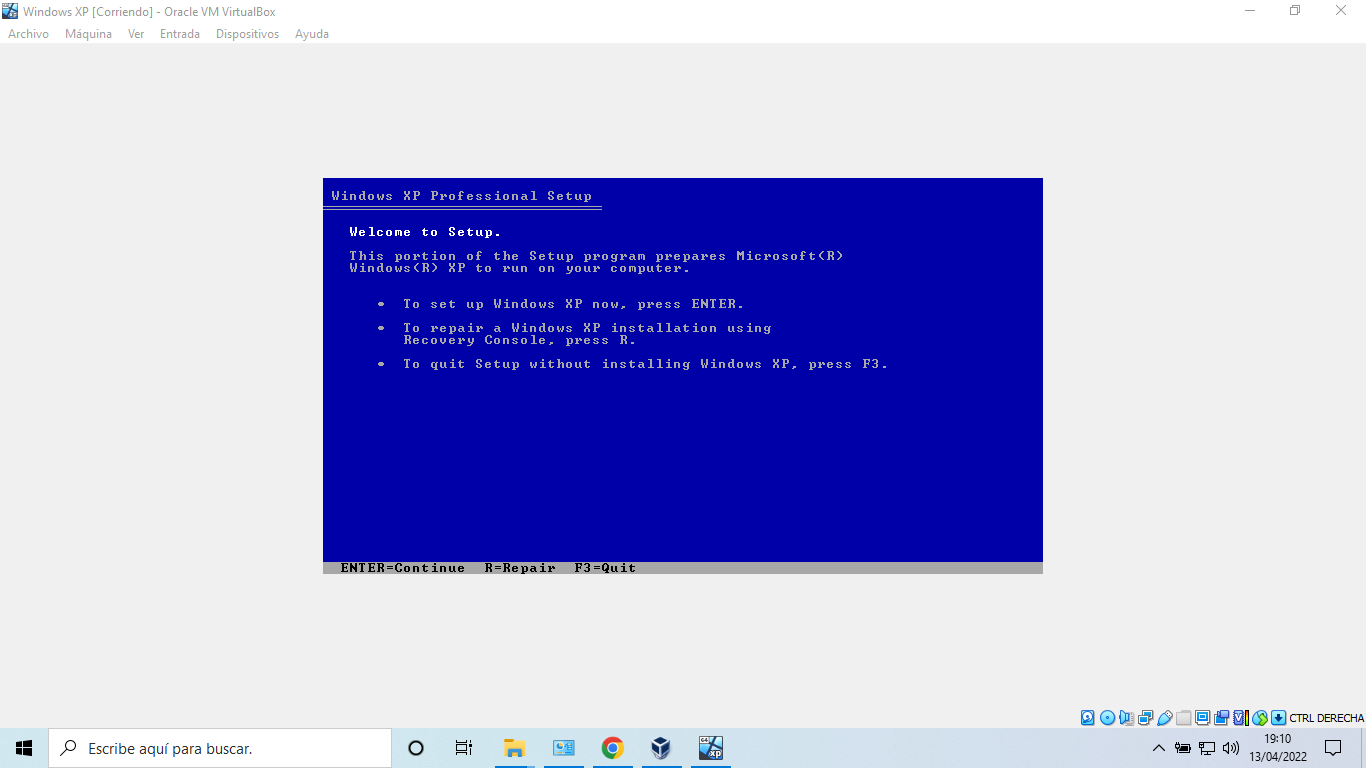 Windows XP [Corriendo] - Oracle VM VirtualBox
Archivo Máquina Ver Entrada Dispositivos Ayuda
Windows XP Professional Setup
Welcome to Setup.
This portion of the Setup program prepares Microsoft(R)
Windows(R) XP to run on your computer.
• To set up Windows XP now, press ENTER.
• To repair a Windows XP installation using
Recovery Console, press R.
• To quit Setup without installing Windows XP, press F3.
ENTER=Continue R=Repair F3=Quit
CTRL DERECHA
Escribe aquí para buscar.
64
XP
19:10
13/04/2022